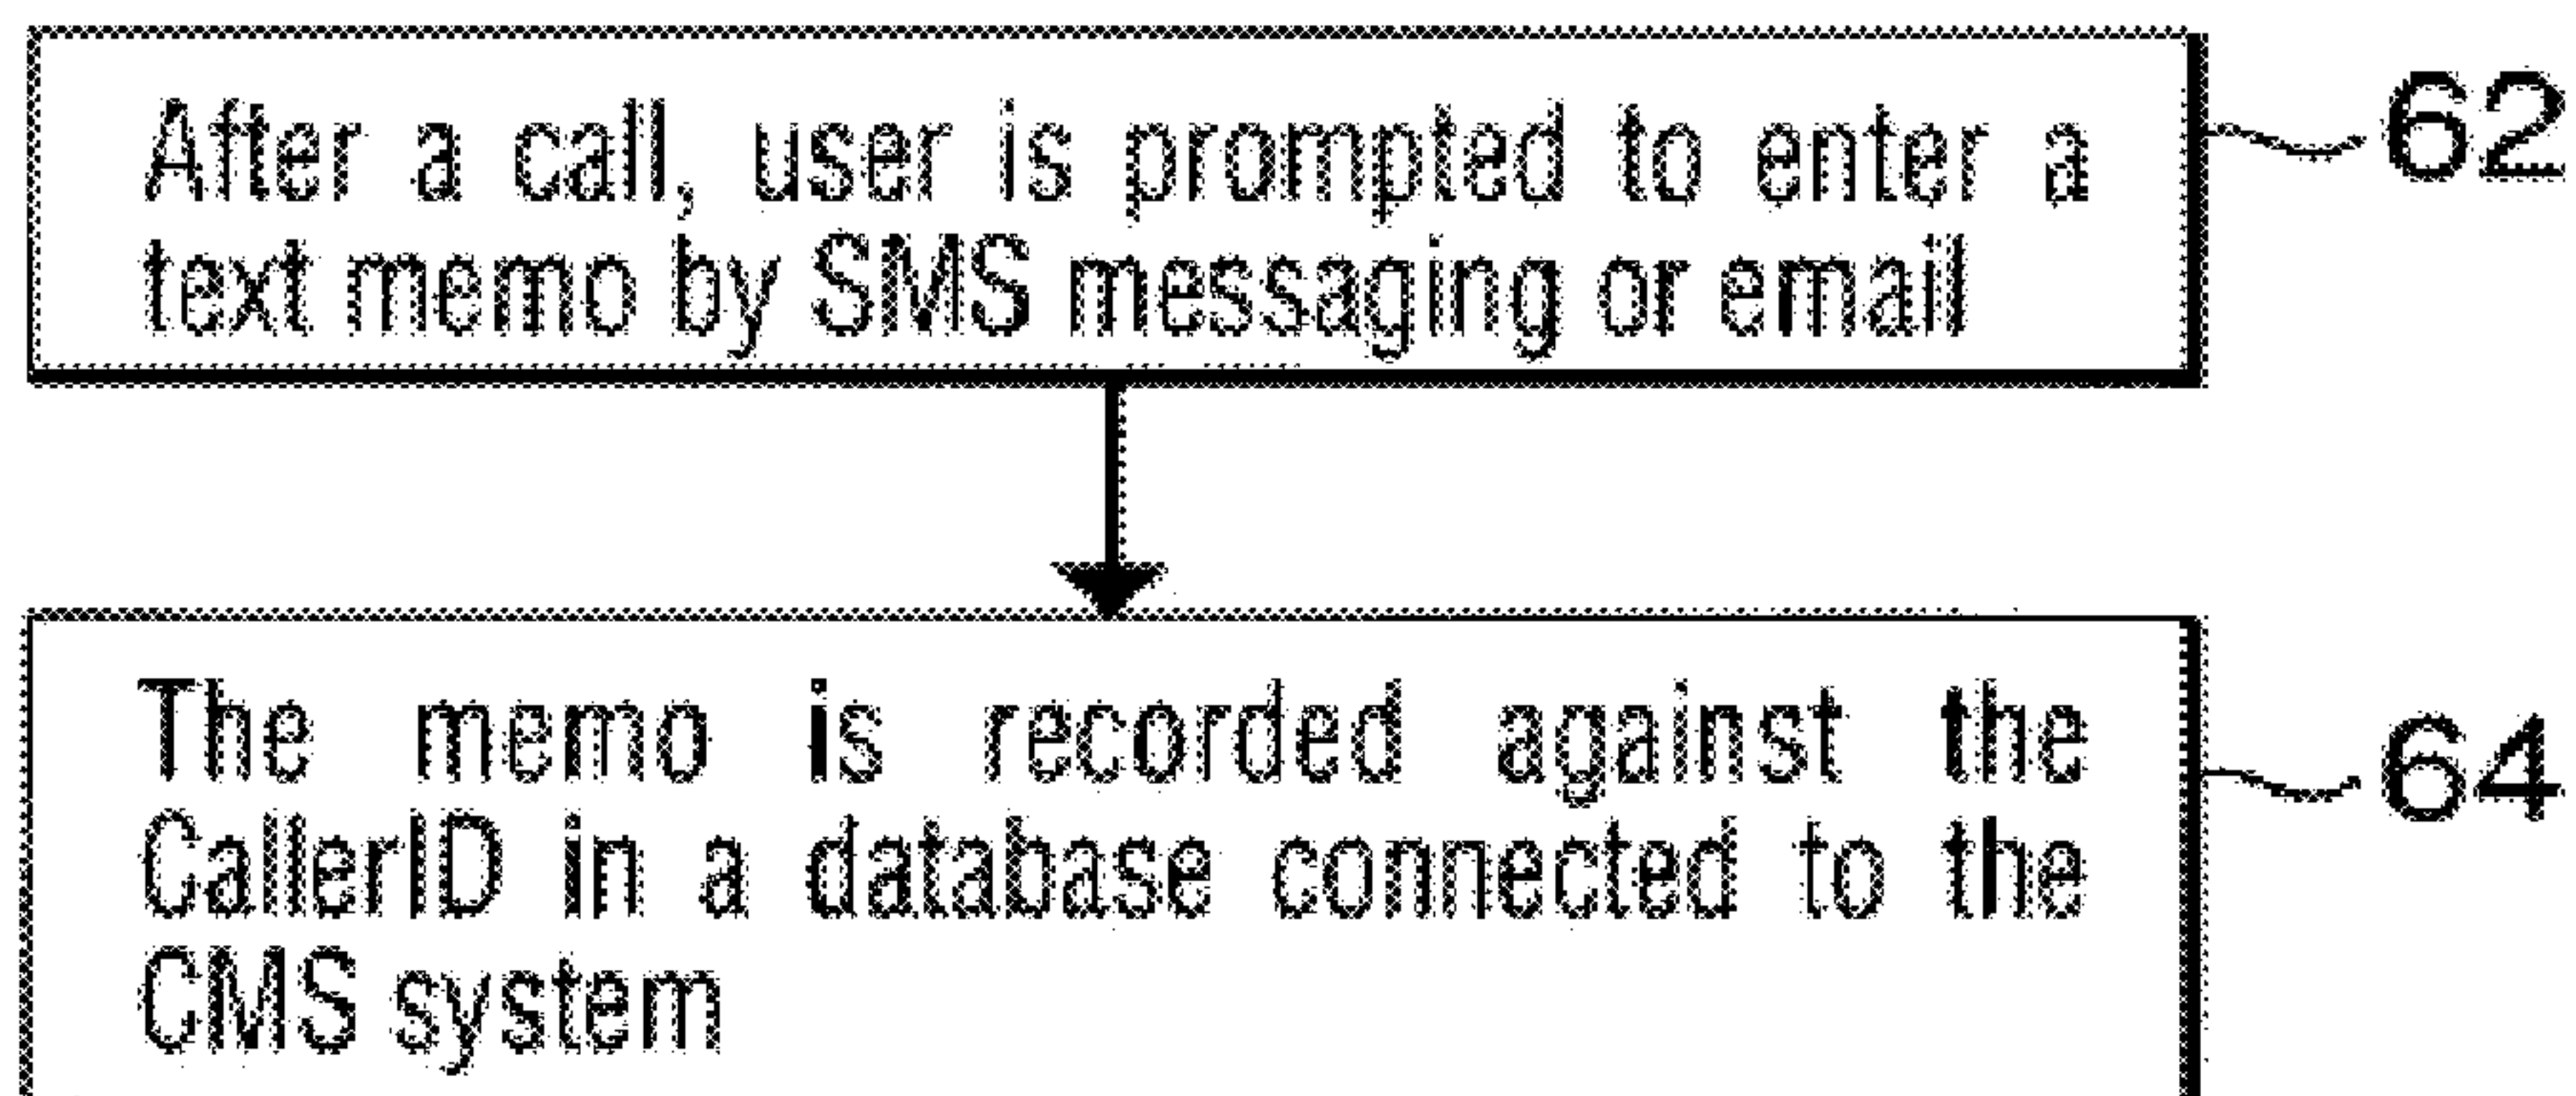 After a call, user is prompted to enter a
text memo by SMS messaging or email
62
The memo is recorded against the
CallerID in a database connected to the
CMS system
64